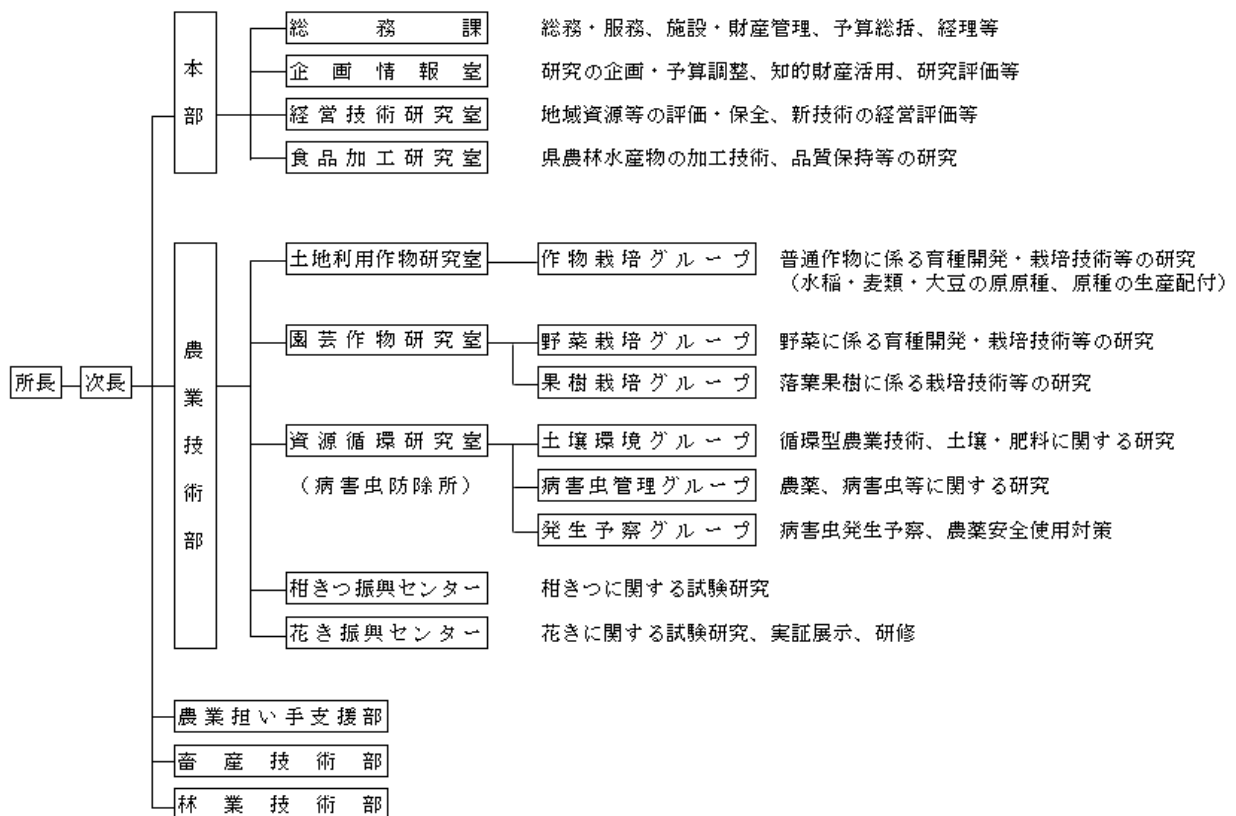 本部
総務課 総務・服務、施設・財産管理、予算総括、経理等
企画情報室 研究の企画・予算調整、知的財産活用、研究評価等
経営技術研究室 地域資源等の評価・保全、新技術の経営評価等
食品加工研究室 県農林水産物の加工技術、品質保持等の研究
所長 次長
農業技術部
土地利用作物研究室 作物栽培グループ 普通作物に係る育種開発・栽培技術等の研究
（水稲・麦類・大豆の原原種、原種の生産配付）
園芸作物研究室 野菜栽培グループ 野菜に係る育種開発・栽培技術等の研究
果樹栽培グループ 落葉果樹に係る栽培技術等の研究
資源循環研究室 土壌環境グループ 循環型農業技術、土壌・肥料に関する研究
（病害虫防除所） 病害虫管理グループ 農薬、病害虫等に関する研究
発生予察グループ 病害虫発生予察、農薬安全使用対策
柑きつ振興センター 柑きつに関する試験研究
花き振興センター 花きに関する試験研究、実証展示、研修
農業担い手支援部
畜産技術部
林業技術部